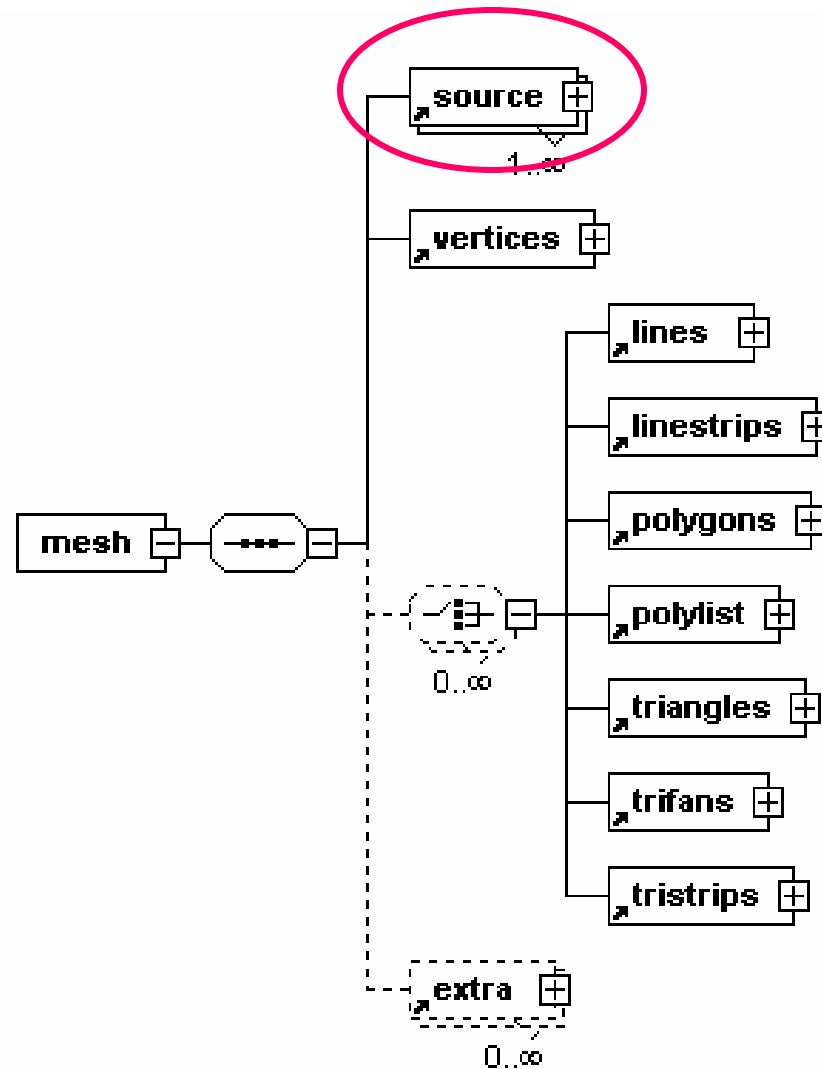 source
1..∞
vertices
lines
linestrips
polygons
mesh
polylist
0..∞
triangles
trifans
tristrips
extra
0..∞